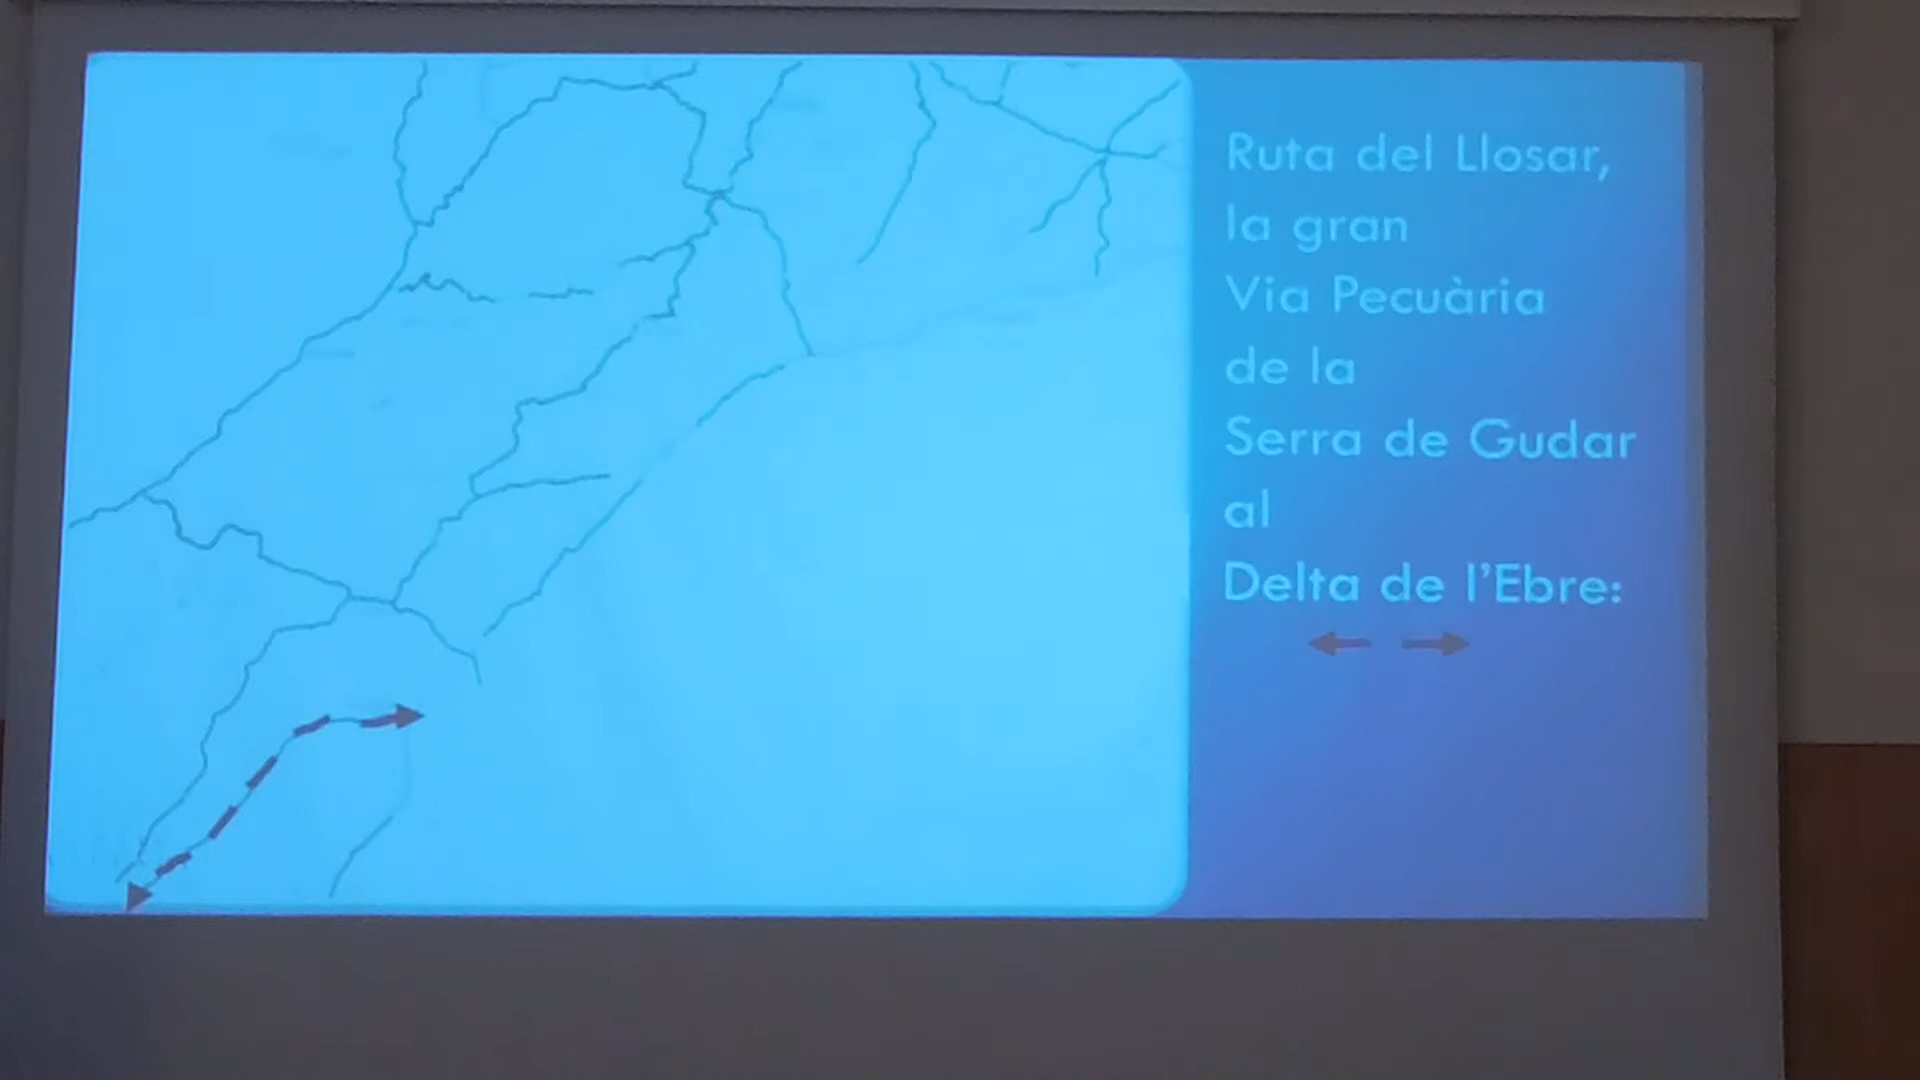 Ruta del Llosar,
la gran
Via Pecuària
de la
Serra de Gudar
al
Delta de l'Ebre: